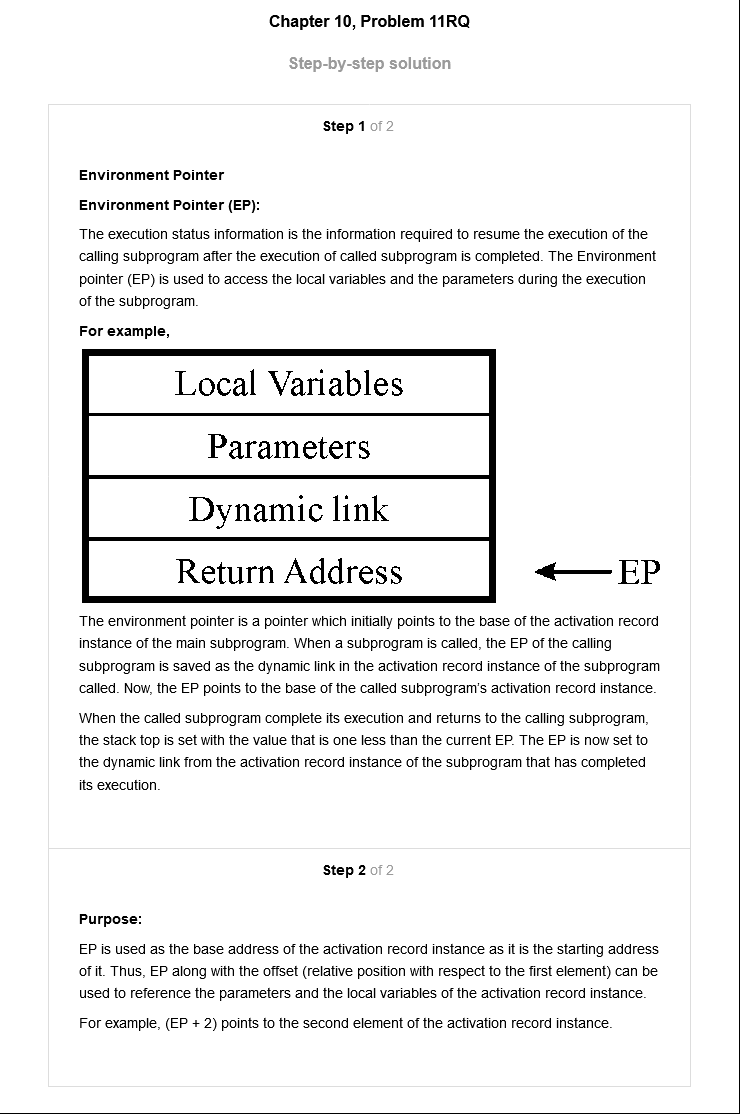 Chapter 10, Problem 11RQ
Step-by-step solution
Step 1 of 2
Environment Pointer
Environment Pointer (EP):
The execution status information is the information required to resume the execution of the
calling subprogram after the execution of called subprogram is completed. The Environment
pointer (EP) is used to access the local variables and the parameters during the execution
of the subprogram.
For example,
Local Variables
Parameters
Dynamic link
Return Address
EP
The environment pointer is a pointer which initially points to the base of the activation record
instance of the main subprogram. When a subprogram is called, the EP of the calling
subprogram is saved as the dynamic link in the activation record instance of the subprogram
called. Now, the EP points to the base of the called subprogram's activation record instance.
When the called subprogram complete its execution and returns to the calling subprogram,
the stack top is set with the value that is one less than the current EP. The EP is now set to
the dynamic link from the activation record instance of the subprogram that has completed
its execution.
Step 2 of 2
Purpose:
EP is used as the base address of the activation record instance as it is the starting address
of it. Thus, EP along with the offset (relative position with respect to the first element) can be
used to reference the parameters and the local variables of the activation record instance.
For example, (EP + 2) points to the second element of the activation record instance.